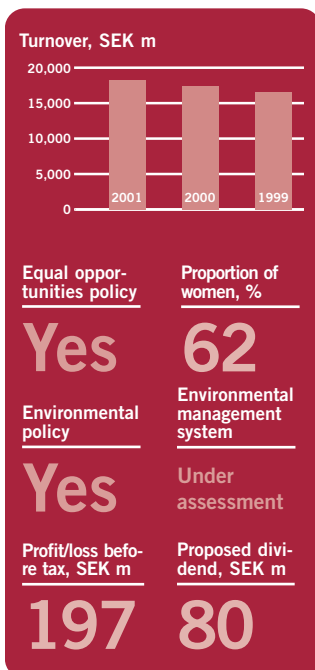 Turnover, SEK m
20,000
15,000
10,000
5,000
0
2001
2000
1999
Equal oppor-
tunities policy
Yes
Proportion of
women, %
62
Environmental
policy
Yes
Environmental
management
system
Under
assessment
Profit/loss befo-
re tax, SEK m
197
Proposed divi-
dend, SEK m
80